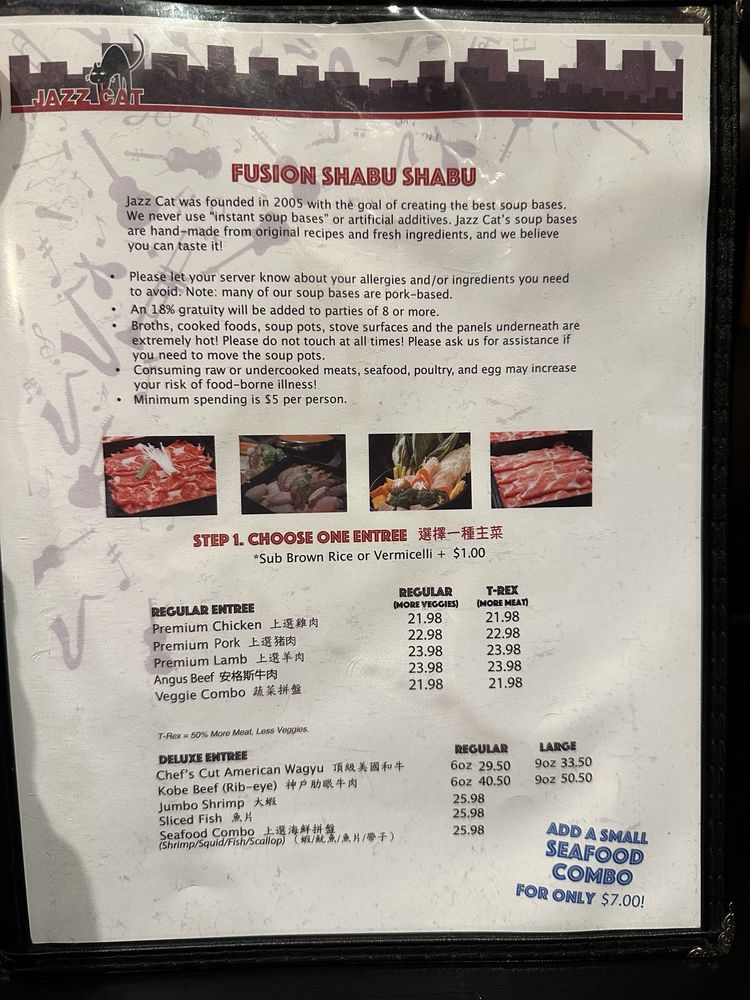 JAZZ CAT
FUSION SHABU SHABU
Jazz Cat was founded in 2005 with the goal of creating the best soup bases.
We never use "instant soup bases" or artificial additives. Jazz Cat's soup bases
are hand-made from original recipes and fresh ingredients, and we believe
you can taste it!
• Please let your server know about your allergies and/or ingredients you need
to avoid. Note: many of our soup bases are pork-based.
• An 18% gratuity will be added to parties of 8 or more.
• Broths, cooked foods, soup pots, stove surfaces and the panels underneath are
extremely hot! Please do not touch at all times! Please ask us for assistance if
you need to move the soup pots.
• Consuming raw or undercooked meats, seafood, poultry, and egg may increase
your risk of food-borne illness!
• Minimum spending is $5 per person.
STEP 1. CHOOSE ONE ENTREE 選擇一種主菜
*Sub Brown Rice or Vermicelli + $1.00
REGULAR ENTREE REGULAR (MORE VEGGIES) T-REX (MORE MEAT)
Premium Chicken 上選雞肉 21.98 21.98
Premium Pork 上選猪肉 22.98 22.98
Premium Lamb 上選羊肉 23.98 23.98
Angus Beef 安格斯牛肉 23.98 23.98
Veggie Combo 蔬菜拼盤 21.98 21.98
T-Rex = 50% More Meat, Less Veggies.
DELUXE ENTREE REGULAR LARGE
Chef's Cut American Wagyu 頂級美國和牛 6oz 29.50 9oz 33.50
Kobe Beef (Rib-eye) 神戶肋眼牛肉 6oz 40.50 9oz 50.50
Jumbo Shrimp 大蝦 25.98
Sliced Fish 魚片 25.98
Seafood Combo 上選海鮮拼盤 25.98
(Shrimp/Squid/Fish/Scallop) (蝦/魷魚/魚片/帶子)
ADD A SMALL
SEAFOOD
COMBO
FOR ONLY $7.00!